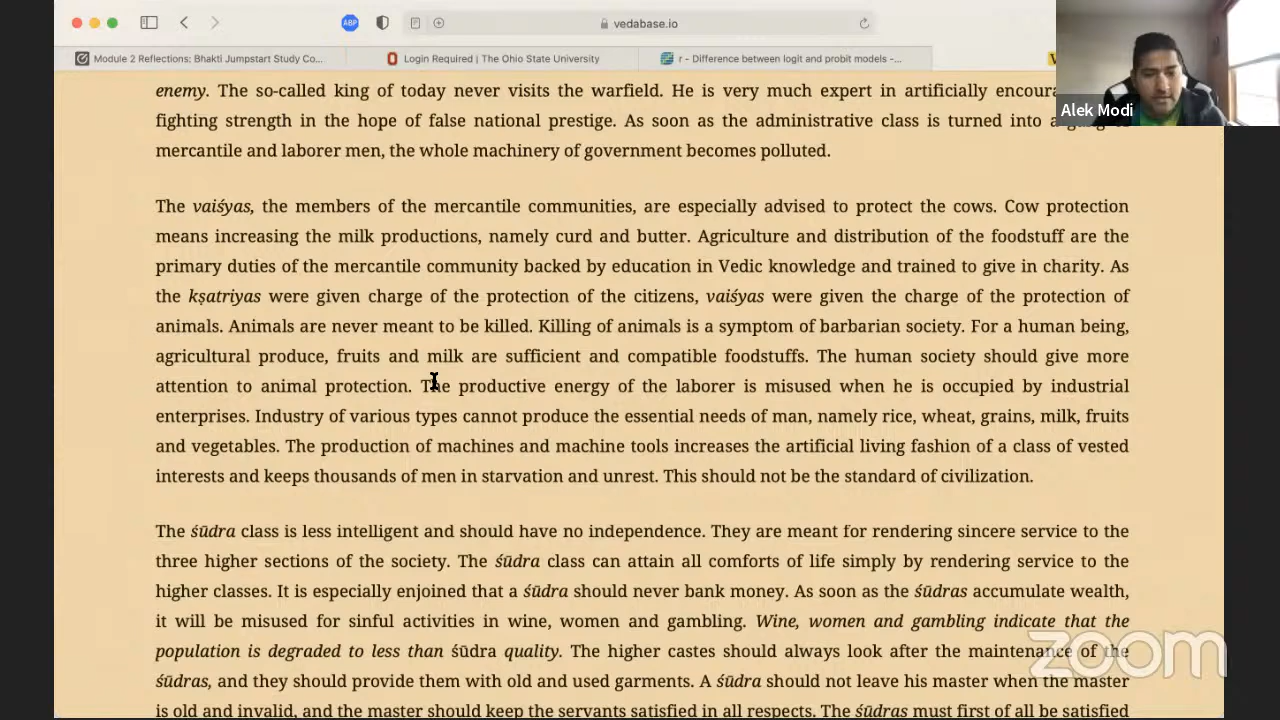 ABP
vedabase.io
Module 2 Reflections: Bhakti Jumpstart Study Co...
Login Required | The Ohio State University
r - Difference between logit and probit models -...
Alek Modi
enemy. The so-called king of today never visits the warfield. He is very much expert in artificially
fighting strength in the hope of false national prestige. As soon as the administrative class is turned into a
mercantile and laborer men, the whole machinery of government becomes polluted.
The vaiśyas, the members of the mercantile communities, are especially advised to protect the cows. Cow protection
means increasing the milk productions, namely curd and butter. Agriculture and distribution of the foodstuff are the
primary duties of the mercantile community backed by education in Vedic knowledge and trained to give in charity. As
the kṣatriyas were given charge of the protection of the citizens, vaiśyas were given the charge of the protection of
animals. Animals are never meant to be killed. Killing of animals is a symptom of barbarian society. For a human being,
agricultural produce, fruits and milk are sufficient and compatible foodstuffs. The human society should give more
attention to animal protection. The productive energy of the laborer is misused when he is occupied by industrial
enterprises. Industry of various types cannot produce the essential needs of man, namely rice, wheat, grains, milk, fruits
and vegetables. The production of machines and machine tools increases the artificial living fashion of a class of vested
interests and keeps thousands of men in starvation and unrest. This should not be the standard of civilization.
The śūdra class is less intelligent and should have no independence. They are meant for rendering sincere service to the
three higher sections of the society. The śūdra class can attain all comforts of life simply by rendering service to the
higher classes. It is especially enjoined that a śūdra should never bank money. As soon as the śūdras accumulate wealth,
it will be misused for sinful activities in wine, women and gambling. Wine, women and gambling indicate that the
population is degraded to less than śūdra quality. The higher castes should always look after the maintenance of the
śūdras, and they should provide them with old and used garments. A śūdra should not leave his master when the master
is old and invalid, and the master should keep the servants satisfied in all respects. The śūdras must first of all be satisfied
zoom